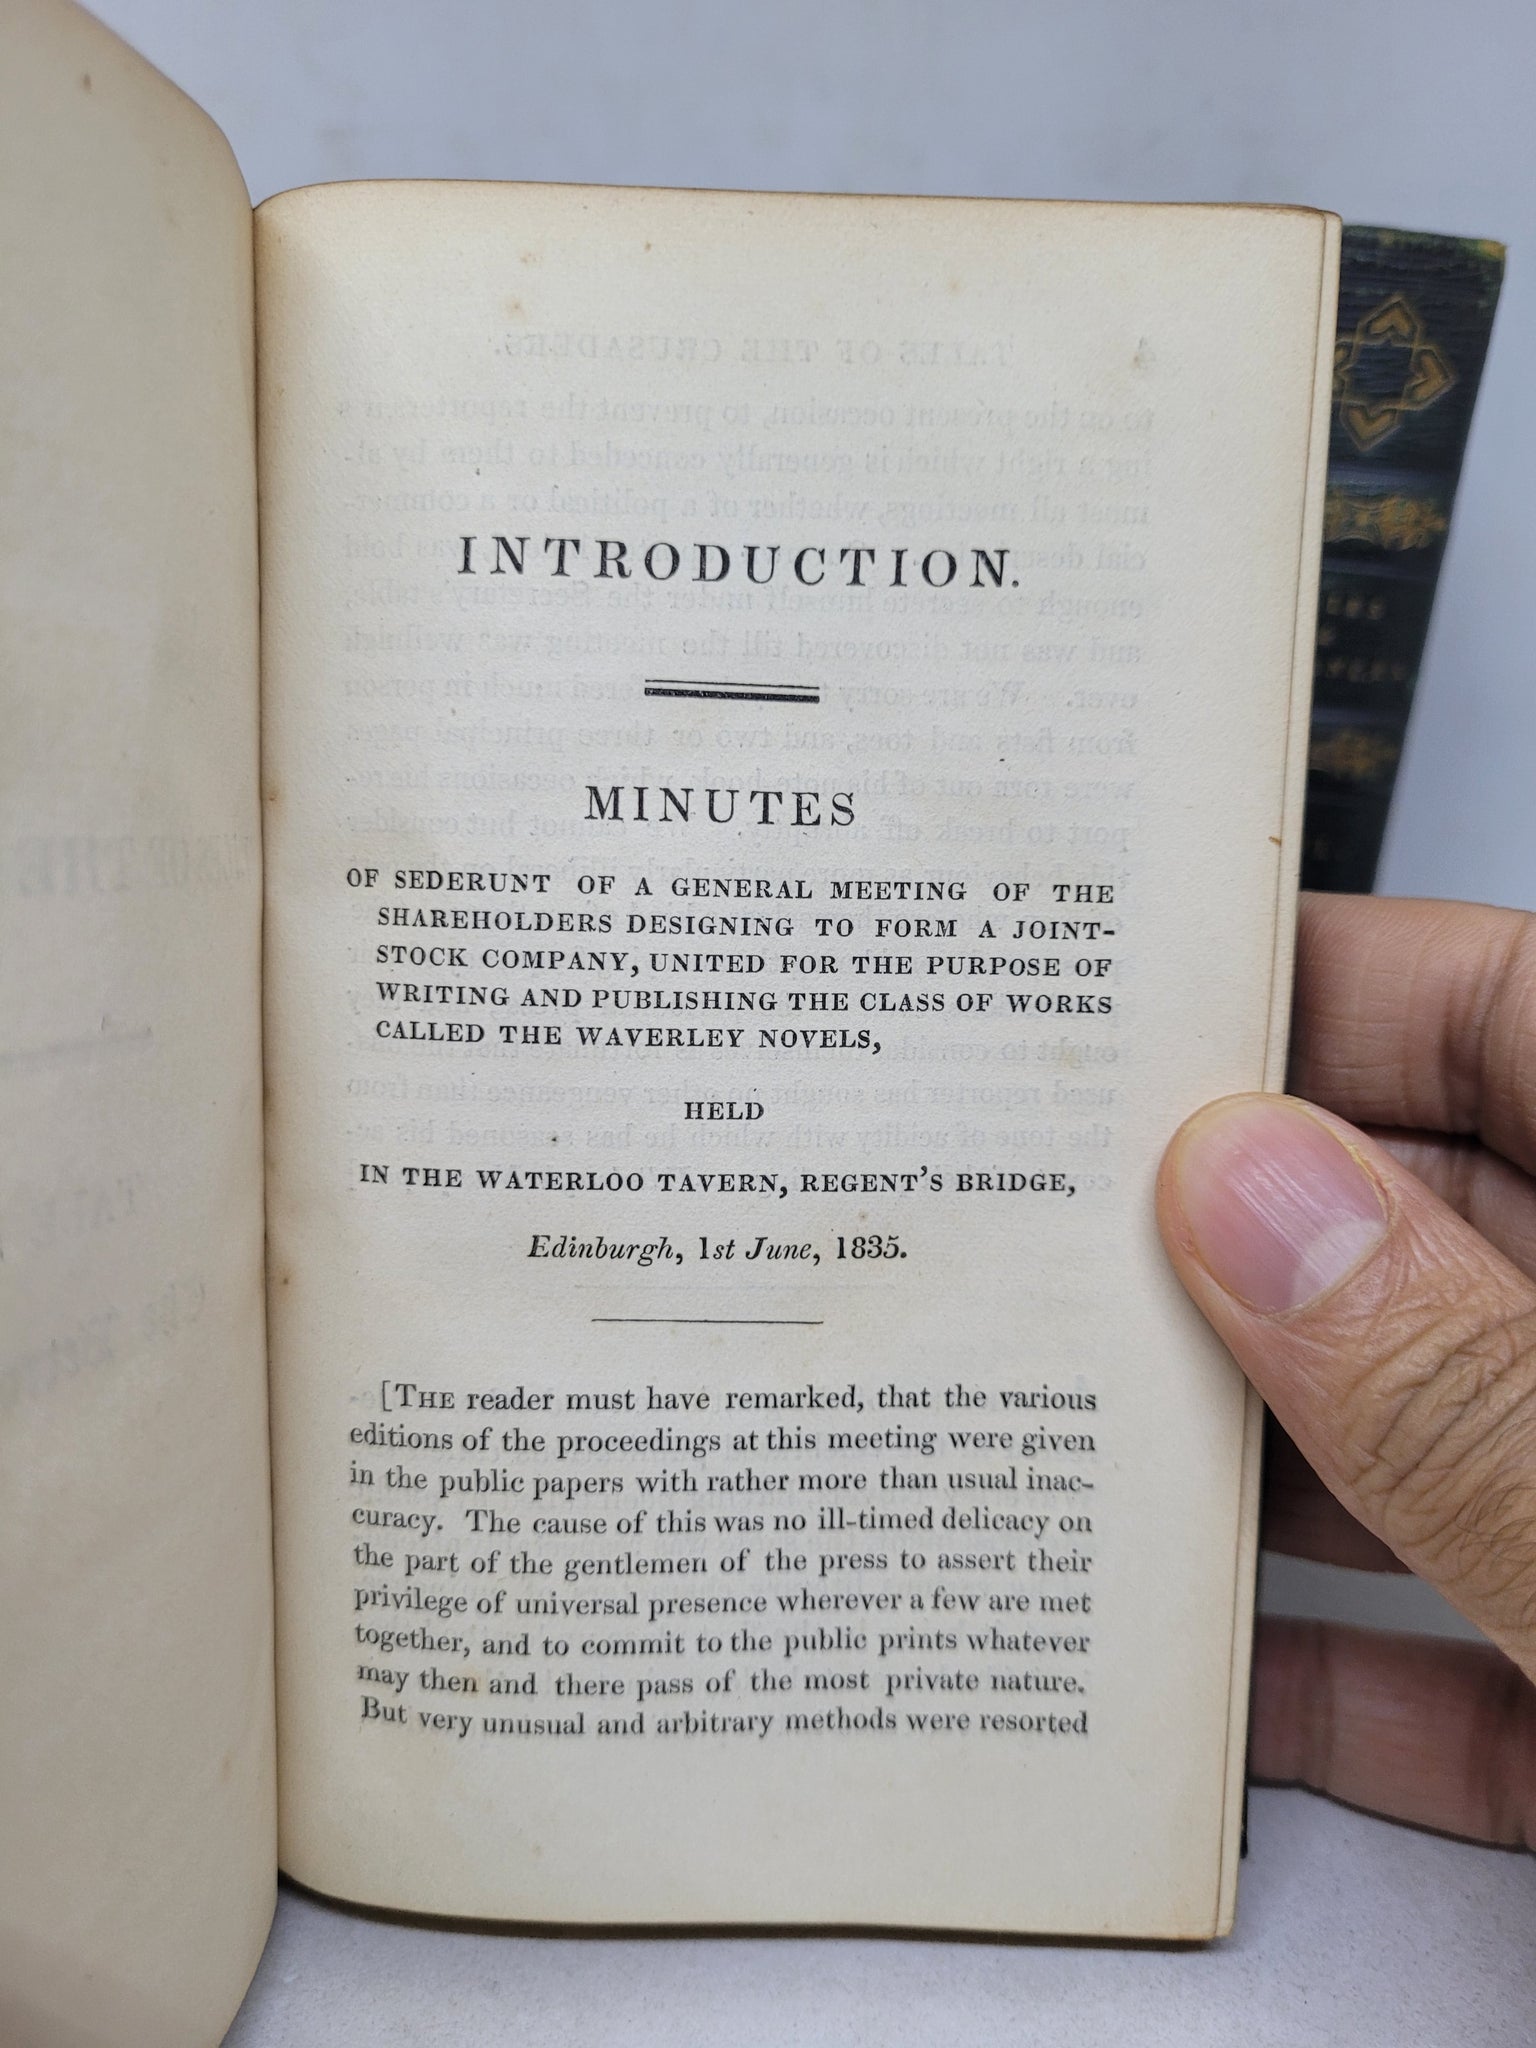 INTRODUCTION.
MINUTES
OF SEDERUNT OF A GENERAL MEETING OF THE
SHAREHOLDERS DESIGNING TO FORM A JOINT-
STOCK COMPANY, UNITED FOR THE PURPOSE OF
WRITING AND PUBLISHING THE CLASS OF WORKS
CALLED THE WAVERLEY NOVELS,
HELD
IN THE WATERLOO TAVERN, REGENT'S BRIDGE,
Edinburgh, 1st June, 1835.
[THE reader must have remarked, that the various
editions of the proceedings at this meeting were given
in the public papers with rather more than usual inac-
curacy. The cause of this was no ill-timed delicacy on
the part of the gentlemen of the press to assert their
privilege of universal presence wherever a few are met
together, and to commit to the public prints whatever
may then and there pass of the most private nature.
But very unusual and arbitrary methods were resorted